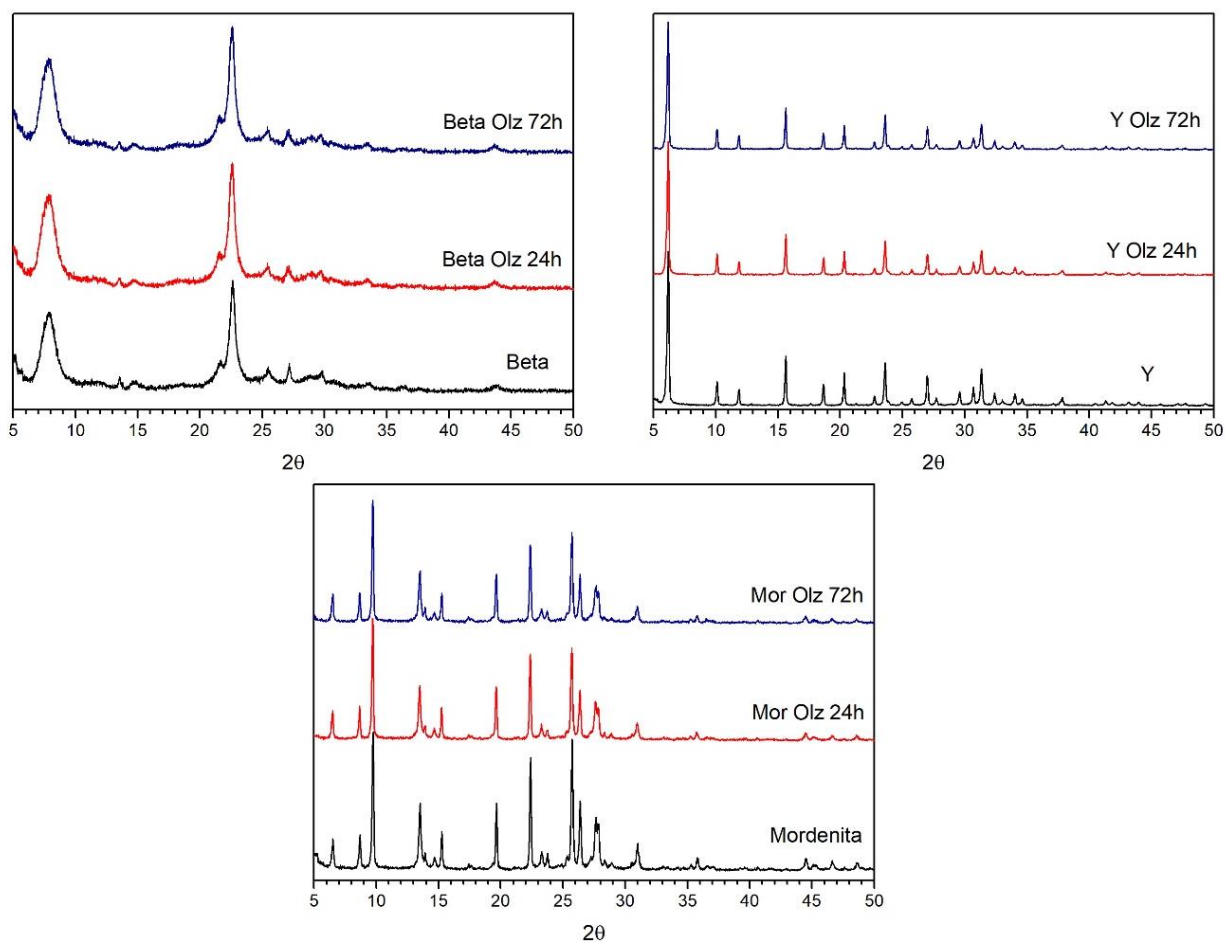 Beta Olz 72h
Beta Olz 24h
Beta
5 10 15 20 25 30 35 40 45 50
2θ
Y Olz 72h
Y Olz 24h
Y
5 10 15 20 25 30 35 40 45 50
2θ
Mor Olz 72h
Mor Olz 24h
Mordenita
5 10 15 20 25 30 35 40 45 50
2θ